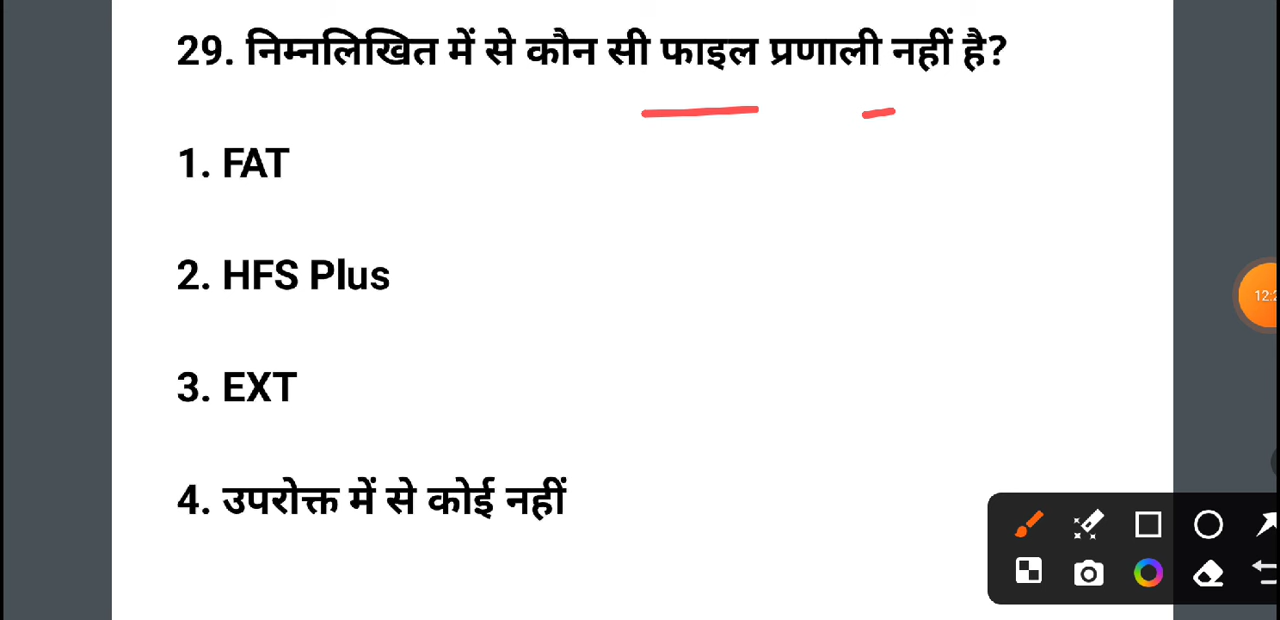 29. निम्नलिखित में से कौन सी फाइल प्रणाली नहीं है?
1. FAT
2. HFS Plus
3. EXT
4. उपरोक्त में से कोई नहीं